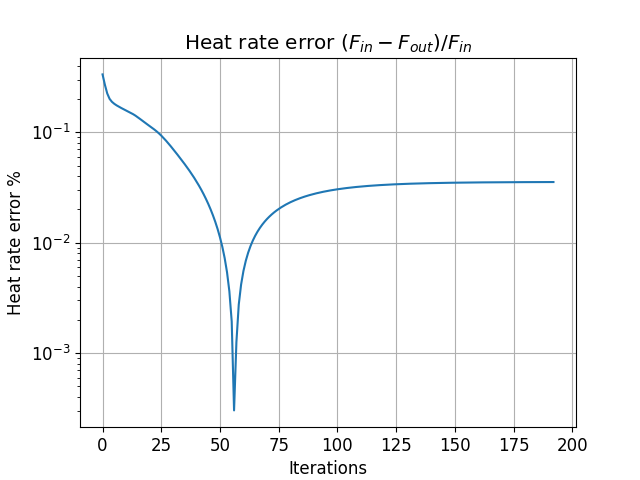 Heat rate error (F_in − F_out)/F_in
Heat rate error %
10⁻¹
10⁻²
10⁻³
0 25 50 75 100 125 150 175 200
Iterations